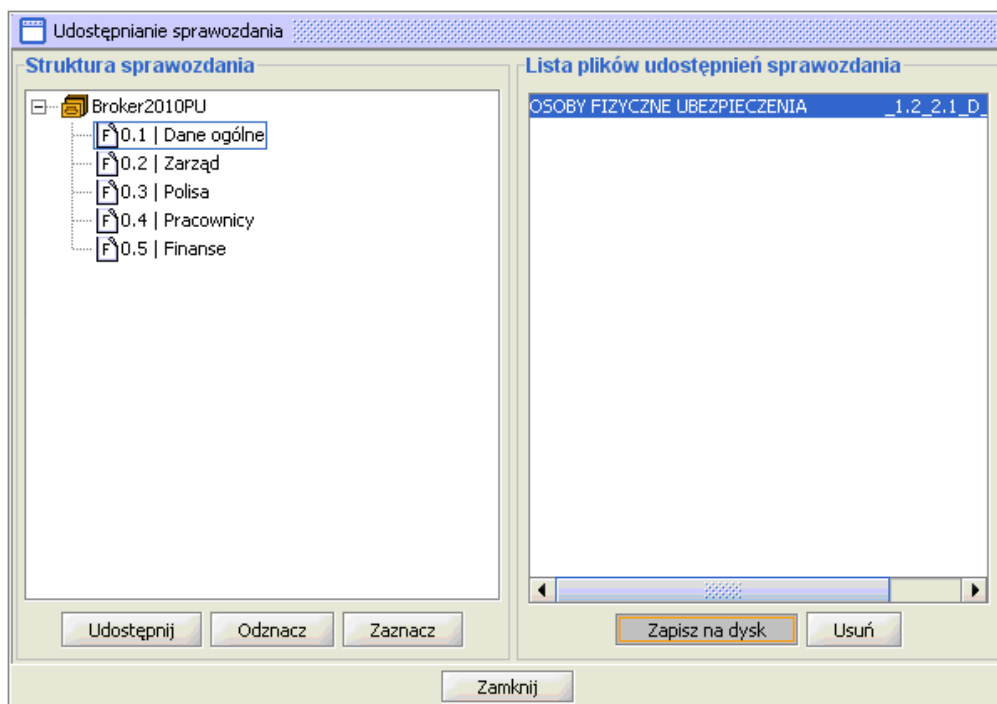 Udostępnianie sprawozdania
Struktura sprawozdania
Broker2010PU
F 0.1 | Dane ogólne
F 0.2 | Zarząd
F 0.3 | Polisa
F 0.4 | Pracownicy
F 0.5 | Finanse
Udostępnij Odznacz Zaznacz
Lista plików udostępnień sprawozdania
OSOBY FIZYCZNE UBEZPIECZENIA _1.2_2.1_D_
Zapisz na dysk Usuń
Zamknij